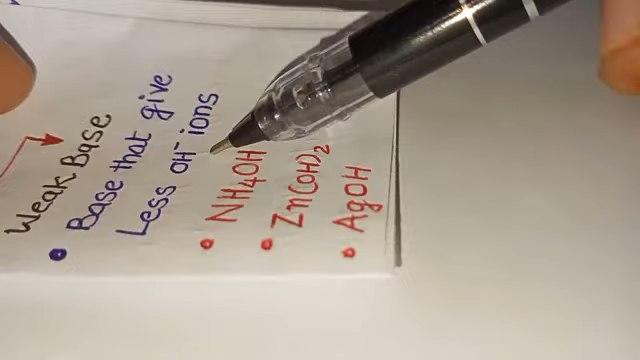 Weak Base
• Base that give
Less OH⁻ ions
• NH4OH
• Zn(OH)2
• AgOH